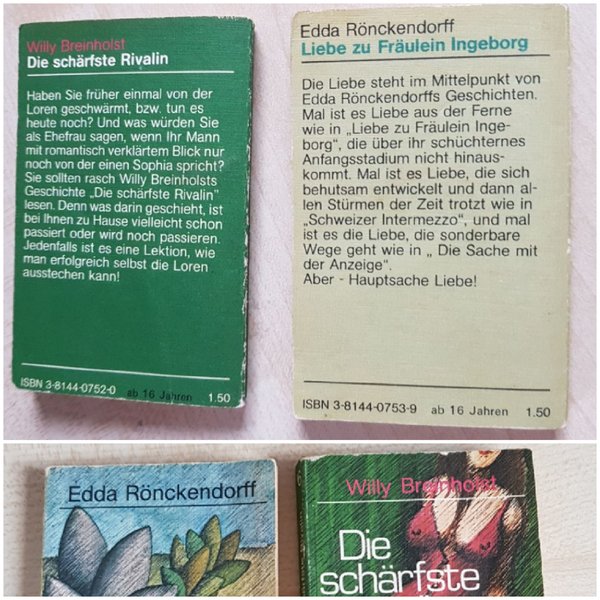 Willy Breinholst
Die schärfste Rivalin
Haben Sie früher einmal von der
Loren geschwärmt, bzw. tun es
heute noch? Und was würden Sie
als Ehefrau sagen, wenn Ihr Mann
mit romantisch verklärtem Blick nur
noch von der einen Sophia spricht?
Sie sollten rasch Willy Breinholsts
Geschichte „Die schärfste Rivalin"
lesen. Denn was darin geschieht, ist
bei Ihnen zu Hause vielleicht schon
passiert oder wird noch passieren.
Jedenfalls ist es eine Lektion, wie
man erfolgreich selbst die Loren
ausstechen kann!
ISBN 3-8144-0752-0 ab 16 Jahren 1.50
Edda Rönckendorff
Liebe zu Fräulein Ingeborg
Die Liebe steht im Mittelpunkt von
Edda Rönckendorffs Geschichten.
Mal ist es Liebe aus der Ferne
wie in „Liebe zu Fräulein Inge-
borg", die über ihr schüchternes
Anfangsstadium nicht hinaus-
kommt. Mal ist es Liebe, die sich
behutsam entwickelt und dann al-
len Stürmen der Zeit trotzt wie in
„Schweizer Intermezzo", und mal
ist es die Liebe, die sonderbare
Wege geht wie in „ Die Sache mit
der Anzeige".
Aber - Hauptsache Liebe!
ISBN 3-8144-0753-9 ab 16 Jahren 1.50
Edda Rönckendorff
Willy Breinholst
Die
schärfste